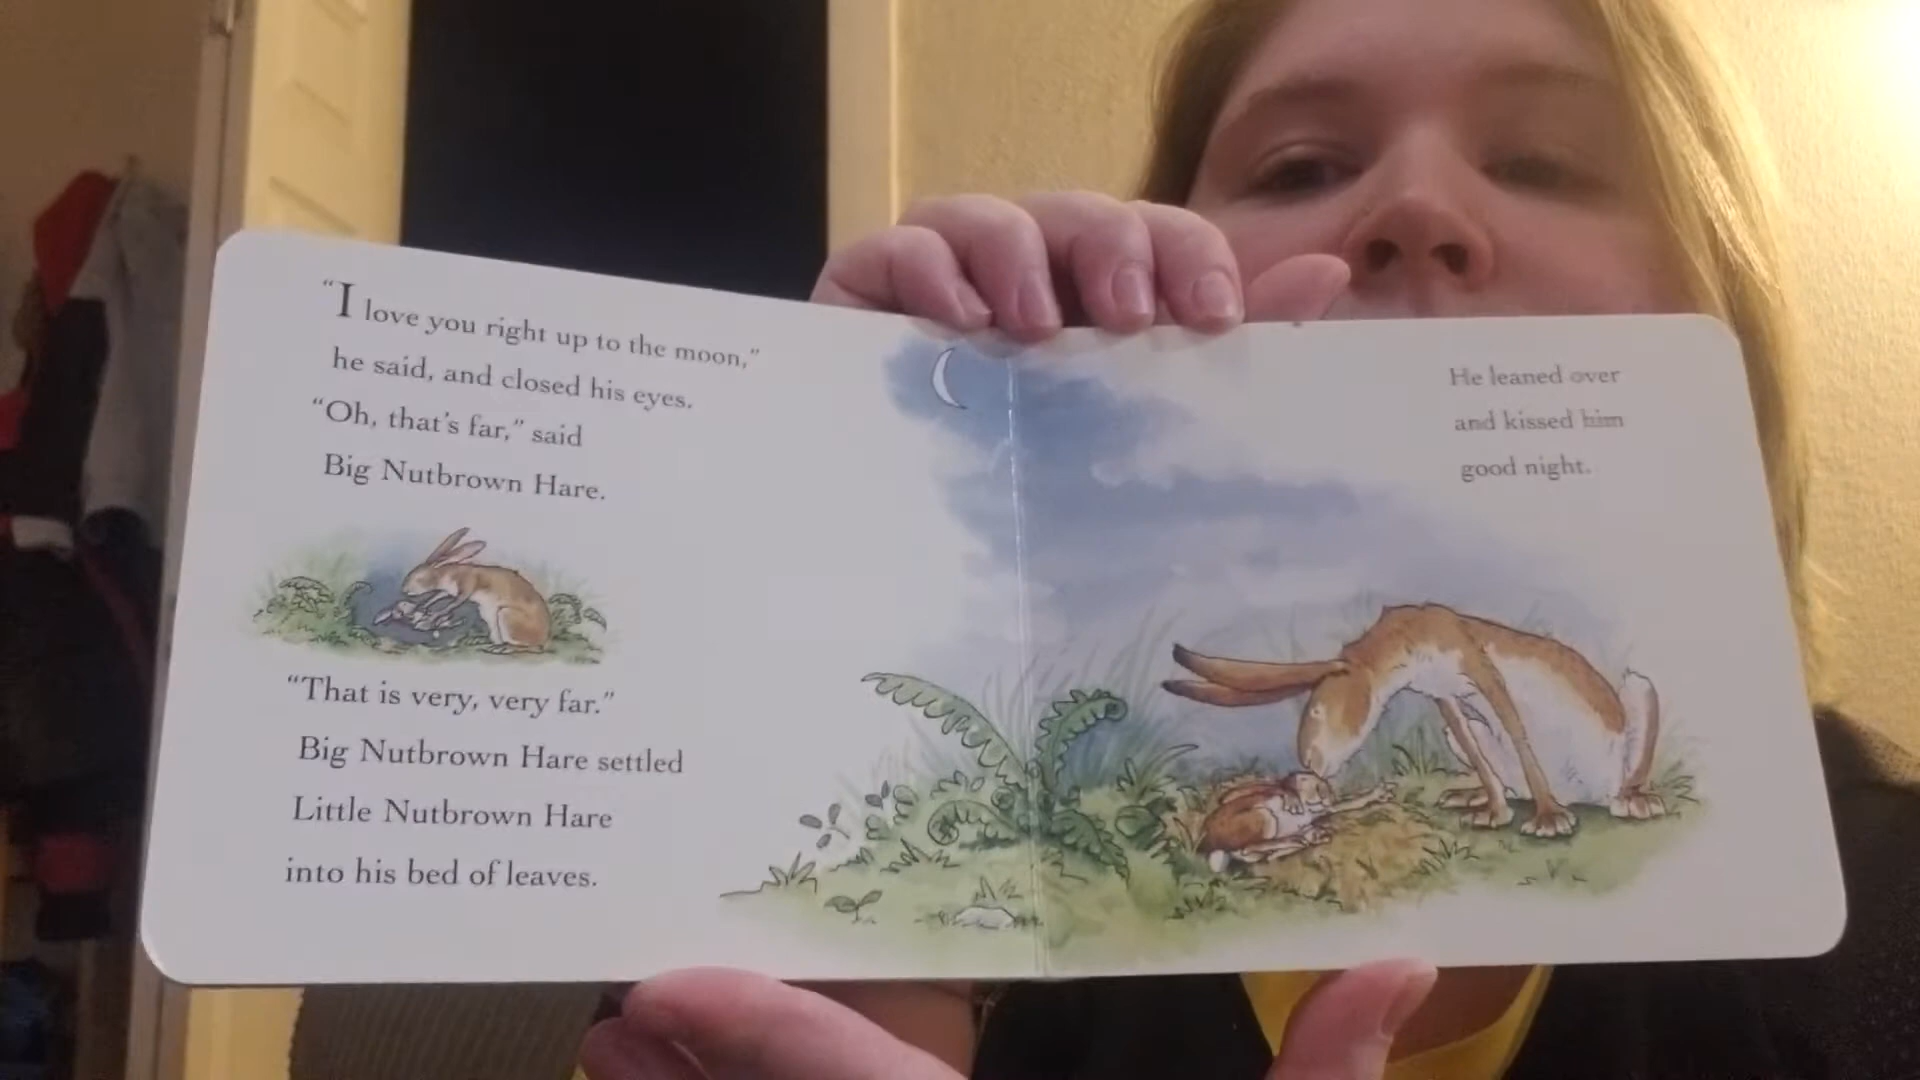 "I love you right up to the moon,"
he said, and closed his eyes.
"Oh, that's far," said
Big Nutbrown Hare.
"That is very, very far."
Big Nutbrown Hare settled
Little Nutbrown Hare
into his bed of leaves.
He leaned over
and kissed him
good night.